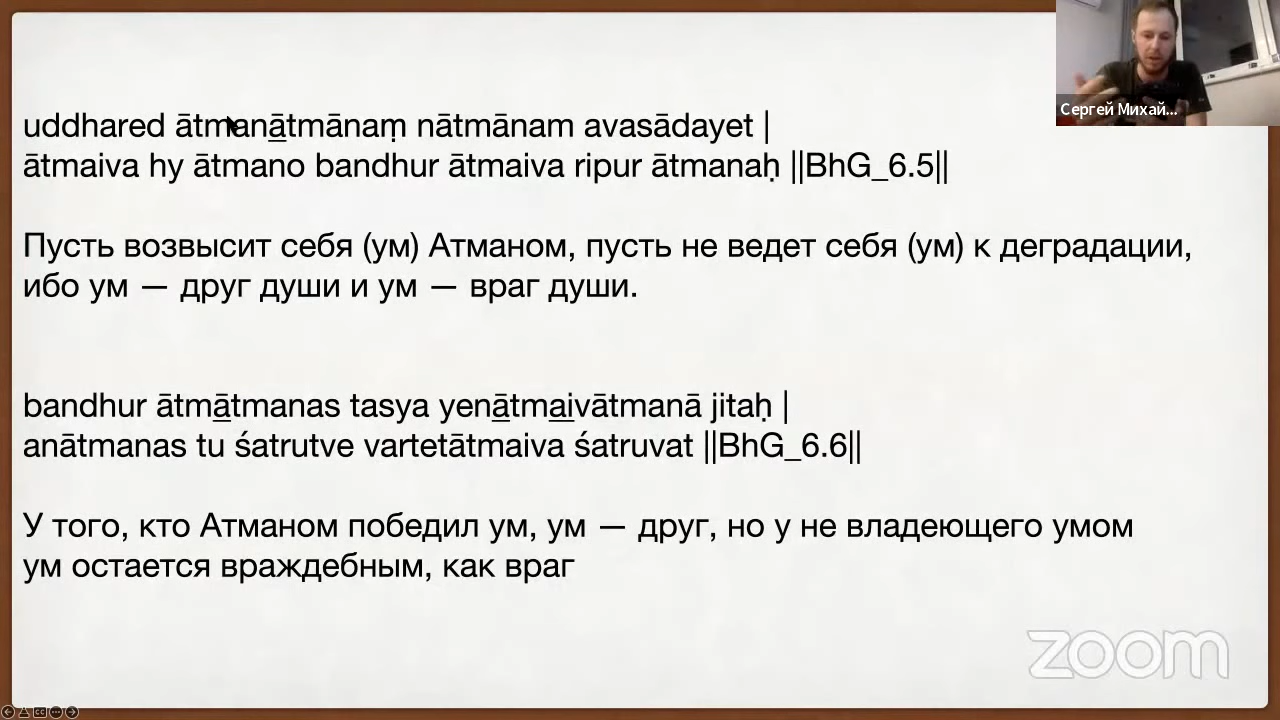 Сергей Михай...
uddhared ātmanātmānaṃ nātmānam avasādayet |
ātmaiva hy ātmano bandhur ātmaiva ripur ātmanaḥ ||BhG_6.5||
Пусть возвысит себя (ум) Атманом, пусть не ведет себя (ум) к деградации,
ибо ум — друг души и ум — враг души.
bandhur ātmātmanas tasya yenātmaivātmanā jitaḥ |
anātmanas tu śatrutve vartetātmaiva śatruvat ||BhG_6.6||
У того, кто Атманом победил ум, ум — друг, но у не владеющего умом
ум остается враждебным, как враг
zoom